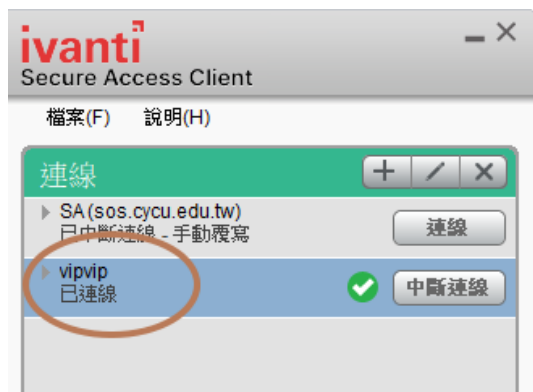 ivanti
Secure Access Client
檔案(F) 說明(H)
連線
SA(sos.cycu.edu.tw)
已中斷連線 - 手動覆寫
連線
vipvip
已連線
中斷連線